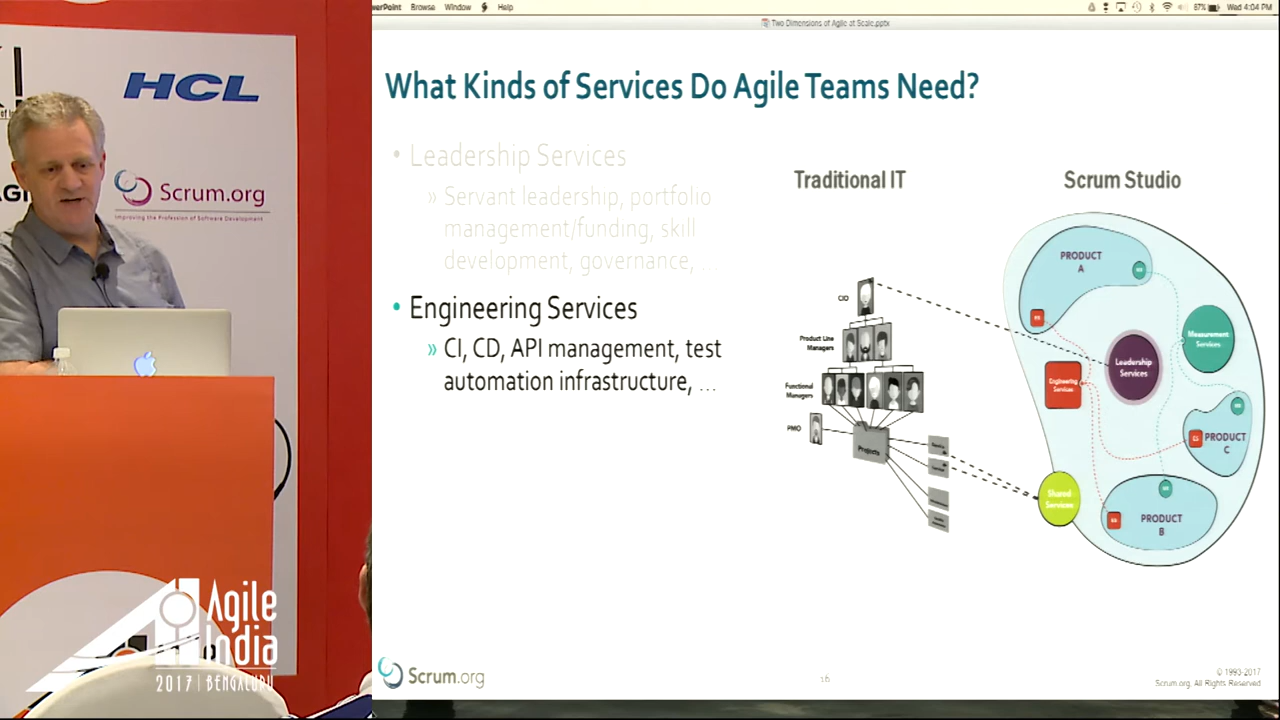 HCL
Scrum.org
Improving the Profession of Software Development
Agile
India
2017 | BENGALURU
PowerPoint Browse Window Help
67% Wed 4:04 PM
Two Dimensions of Agile at Scale.pptx
What Kinds of Services Do Agile Teams Need?
• Leadership Services
» Servant leadership, portfolio
management/funding, skill
development, governance, ...
• Engineering Services
» CI, CD, API management, test
automation infrastructure, ...
Traditional IT
CIO
Product Line
Managers
Functional
Managers
PMO
Projects
Scrum Studio
PRODUCT
A
Measurement
Services
Leadership
Services
Engineering
Services
PRODUCT
C
Shared
Services
PRODUCT
B
Scrum.org
16
© 1993-2017
Scrum.org, All Rights Reserved